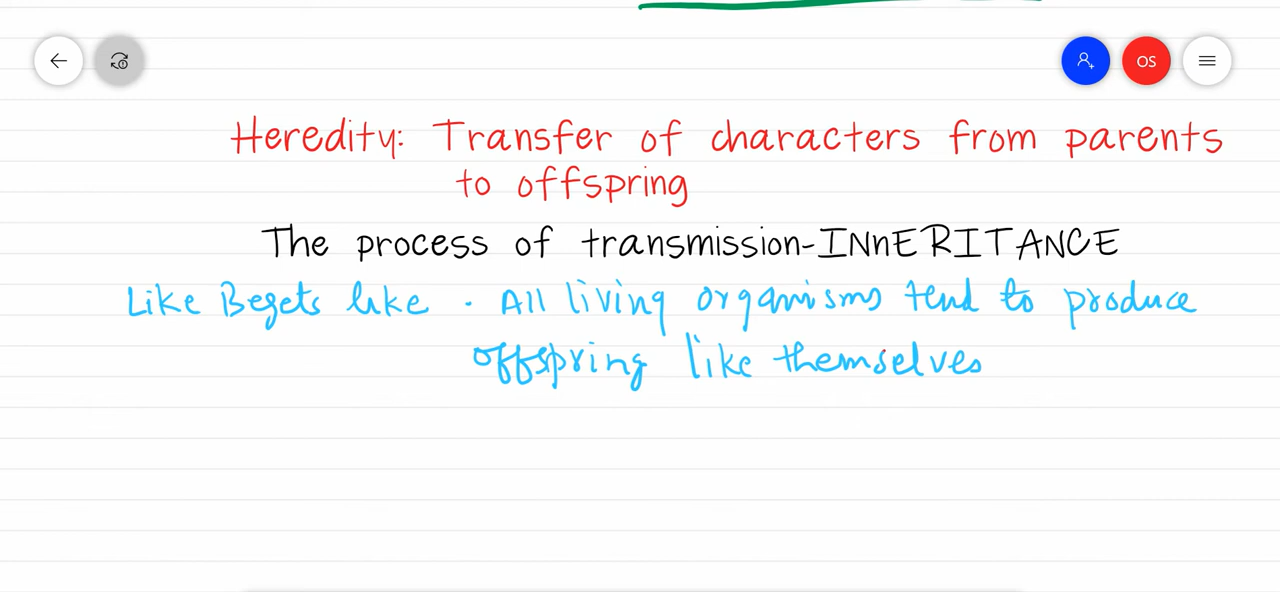 OS
Heredity: Transfer of characters from parents
to offspring
The process of transmission-INnERITANCE
Like Begets like . All living organisms tend to produce
offspring like themselves